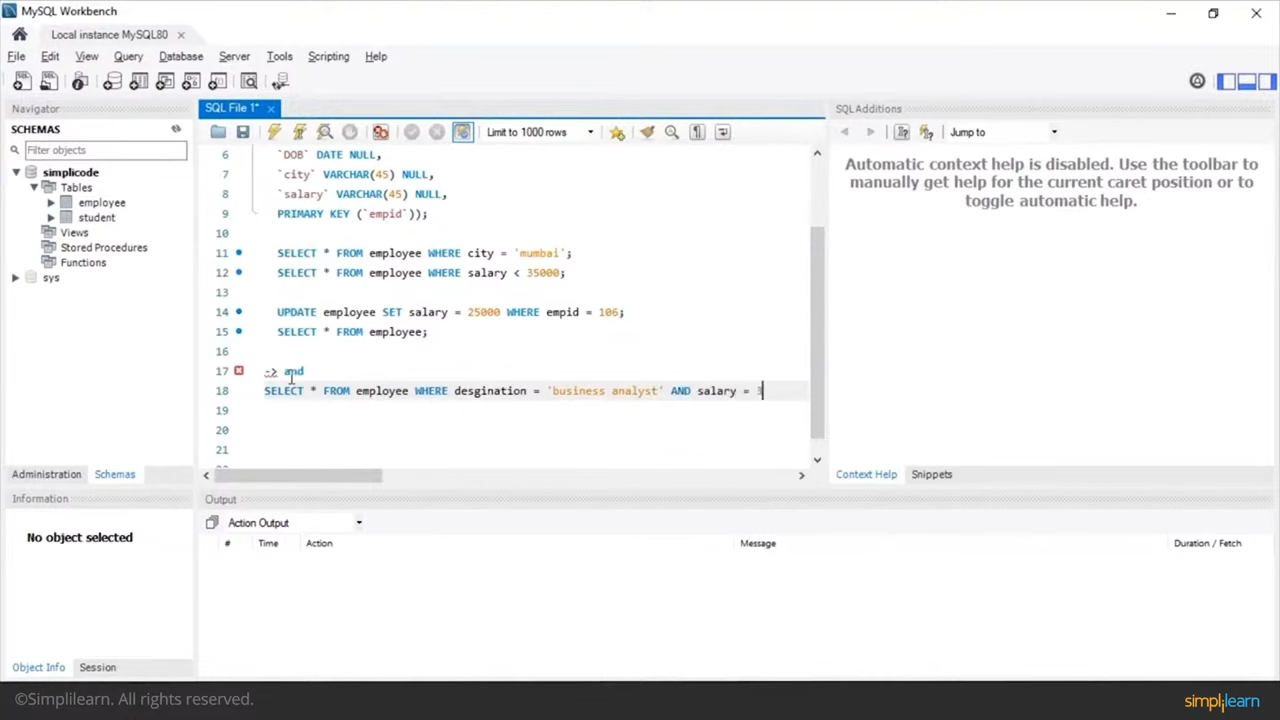 MySQL Workbench
Local instance MySQL80
File Edit View Query Database Server Tools Scripting Help
Navigator
SCHEMAS
Filter objects
simplicode
Tables
employee
student
Views
Stored Procedures
Functions
sys
Administration Schemas
Information
No object selected
Object Info Session
SQL File 1*
Limit to 1000 rows
6 `DOB` DATE NULL,
7 `city` VARCHAR(45) NULL,
8 `salary` VARCHAR(45) NULL,
9 PRIMARY KEY (`empid`));
10
11 SELECT * FROM employee WHERE city = 'mumbai';
12 SELECT * FROM employee WHERE salary < 35000;
13
14 UPDATE employee SET salary = 25000 WHERE empid = 106;
15 SELECT * FROM employee;
16
17 -> and
18 SELECT * FROM employee WHERE desgination = 'business analyst' AND salary = 3
19
20
21
SQLAdditions
Jump to
Automatic context help is disabled. Use the toolbar to
manually get help for the current caret position or to
toggle automatic help.
Context Help Snippets
Output
Action Output
# Time Action Message Duration / Fetch
©Simplilearn. All rights reserved.
simplilearn